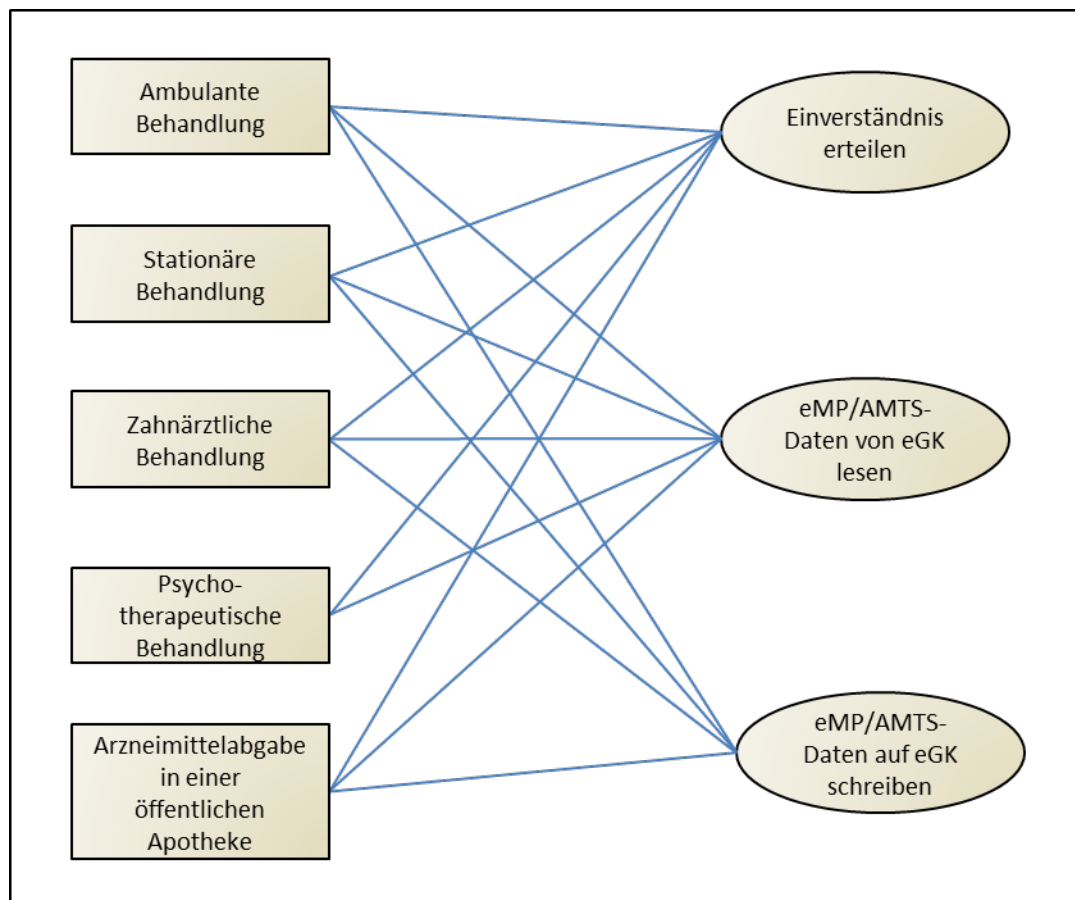 Ambulante
Behandlung
Einverständnis
erteilen
Stationäre
Behandlung
Zahnärztliche
Behandlung
eMP/AMTS-
Daten von eGK
lesen
Psycho-
therapeutische
Behandlung
Arzneimittelabgabe
in einer
öffentlichen
Apotheke
eMP/AMTS-
Daten auf eGK
schreiben